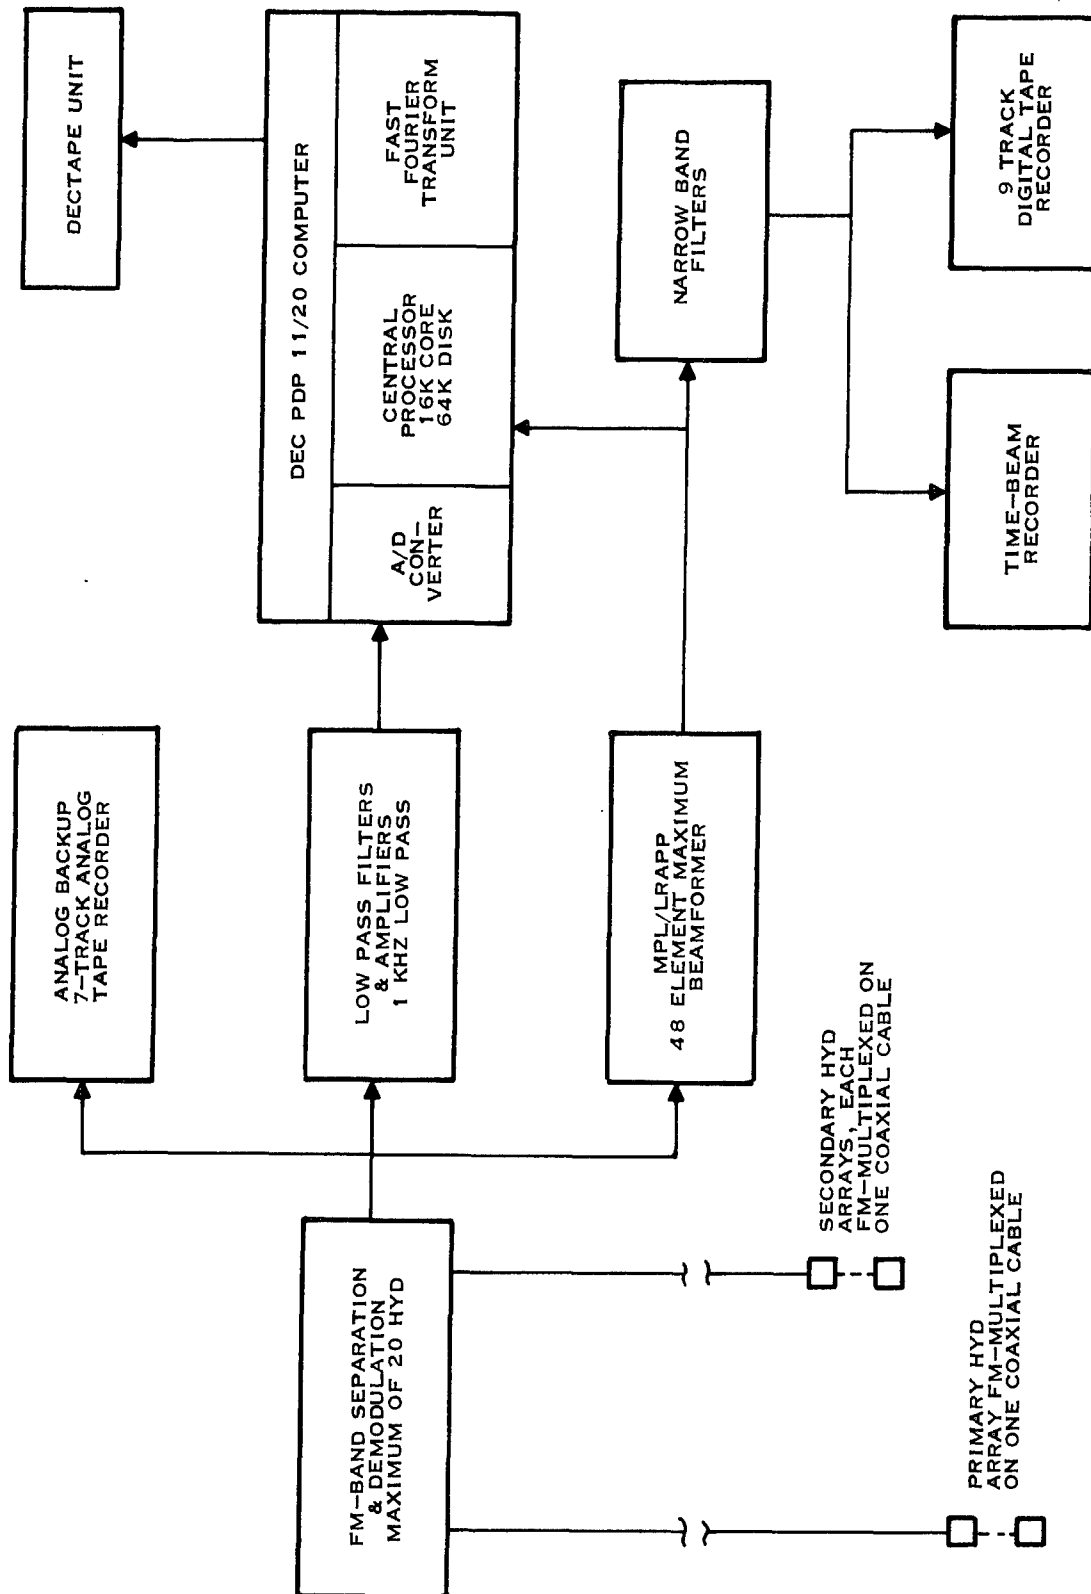 FM-BAND SEPARATION
& DEMODULATION
MAXIMUM OF 20 HYD
PRIMARY HYD
ARRAY FM-MULTIPLEXED
ON ONE COAXIAL CABLE
SECONDARY HYD
ARRAYS, EACH
FM-MULTIPLEXED ON
ONE COAXIAL CABLE
ANALOG BACKUP
7-TRACK ANALOG
TAPE RECORDER
LOW PASS FILTERS
& AMPLIFIERS
1 KHZ LOW PASS
MPL/LRAPP
48 ELEMENT MAXIMUM
BEAMFORMER
DECTAPE UNIT
DEC PDP 11/20 COMPUTER
A/D
CON-
VERTER
CENTRAL
PROCESSOR
16K CORE
64K DISK
FAST
FOURIER
TRANSFORM
UNIT
NARROW BAND
FILTERS
TIME-BEAM
RECORDER
9 TRACK
DIGITAL TAPE
RECORDER